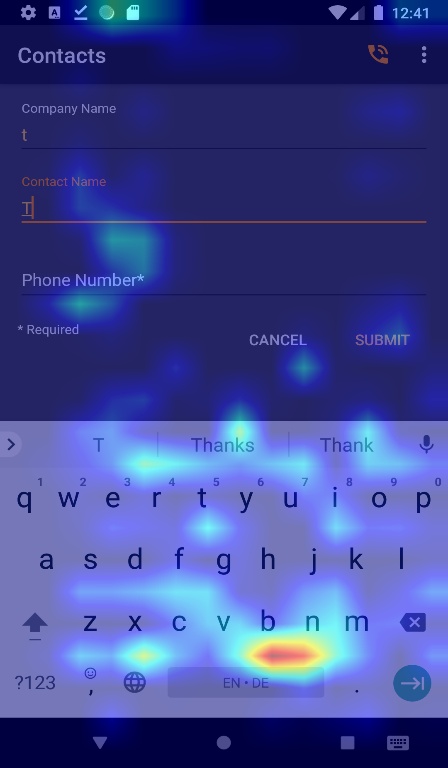 12:41
Contacts
Company Name
t
Contact Name
T
Phone Number*
* Required
CANCEL SUBMIT
T Thanks Thank
1 2 3 4 5 6 7 8 9 0
q w e r t y u i o p
a s d f g h j k l
z x c v b n m
?123 , EN • DE .